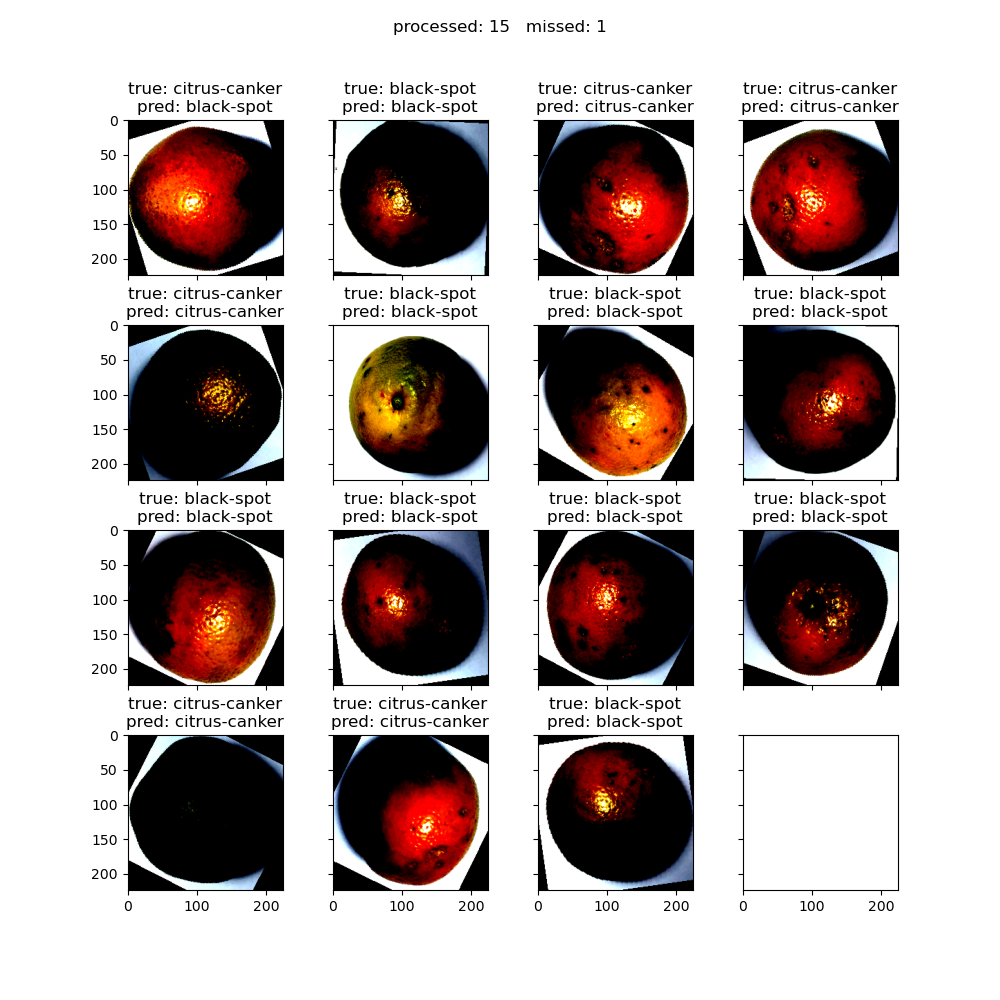 processed: 15   missed: 1
true: citrus-canker
pred: black-spot
true: black-spot
pred: black-spot
true: citrus-canker
pred: citrus-canker
true: citrus-canker
pred: citrus-canker
0
50
100
150
200
true: citrus-canker
pred: citrus-canker
true: black-spot
pred: black-spot
true: black-spot
pred: black-spot
true: black-spot
pred: black-spot
0
50
100
150
200
true: black-spot
pred: black-spot
true: black-spot
pred: black-spot
true: black-spot
pred: black-spot
true: black-spot
pred: black-spot
0
50
100
150
200
true: citrus-canker
pred: citrus-canker
true: citrus-canker
pred: citrus-canker
true: black-spot
pred: black-spot
0
50
100
150
200
0 100 200
0 100 200
0 100 200
0 100 200